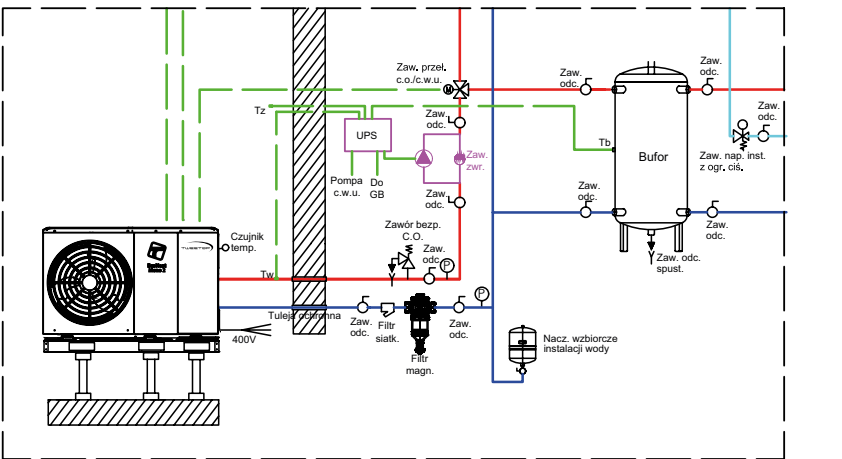 Zaw. przeł.
c.o./c.w.u.
M
Zaw.
odc.
Zaw.
odc.
Tz
Zaw.
odc.
Zaw.
odc.
UPS
Tb
Bufor
Zaw. nap. inst.
z ogr. ciś.
Zaw.
zwr.
Pompa
c.w.u.
Do
GB
Zaw.
odc.
Zaw.
odc.
Zaw.
odc.
Zawór bezp.
C.O.
Czujnik
temp.
TWEETOP
Zaw.
odc.
P
Zaw. odc.
spust.
Tw
P
Tuleja ochronna
Zaw.
odc.
Filtr
siatk.
Zaw.
odc.
400V
Filtr
magn.
Nacz. wzbiorcze
instalacji wody